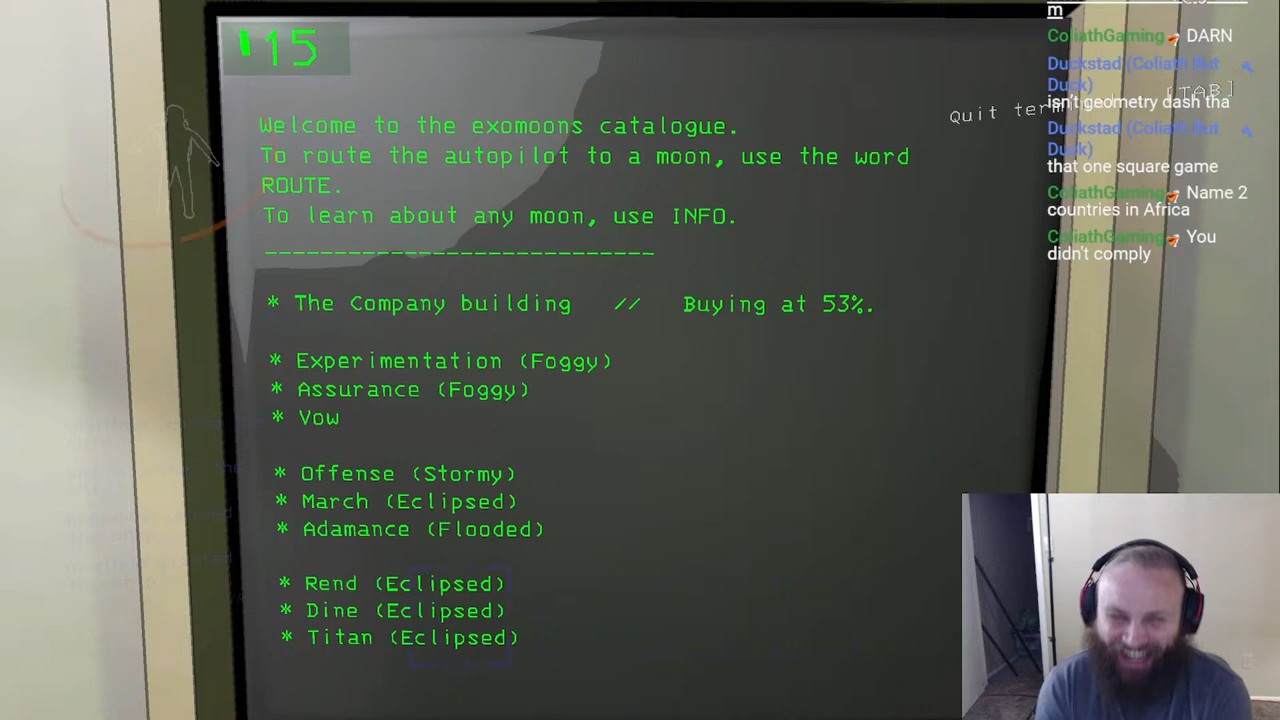 m
ColiathGaming DARN
Duckstad (Coliath But
Duck)
isn't geometry dash tha
Duckstad (Coliath But
Duck)
that one square game
ColiathGaming Name 2
countries in Africa
ColiathGaming You
didn't comply
15
Quit term [TAB]
Welcome to the exomoons catalogue.
To route the autopilot to a moon, use the word
ROUTE.
To learn about any moon, use INFO.
----------------------------
* The Company building // Buying at 53%.
* Experimentation (Foggy)
* Assurance (Foggy)
* Vow
* Offense (Stormy)
* March (Eclipsed)
* Adamance (Flooded)
* Rend (Eclipsed)
* Dine (Eclipsed)
* Titan (Eclipsed)